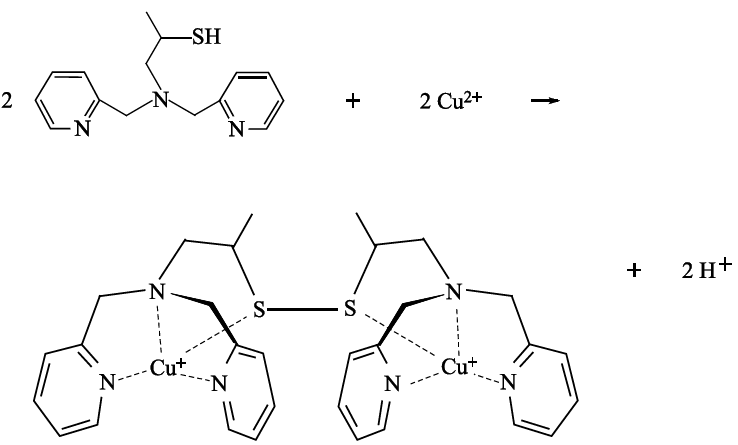 SH
2 N + 2 Cu²⁺ →
N N
+ 2 H⁺
N S S N
N Cu⁺ N N Cu⁺ N